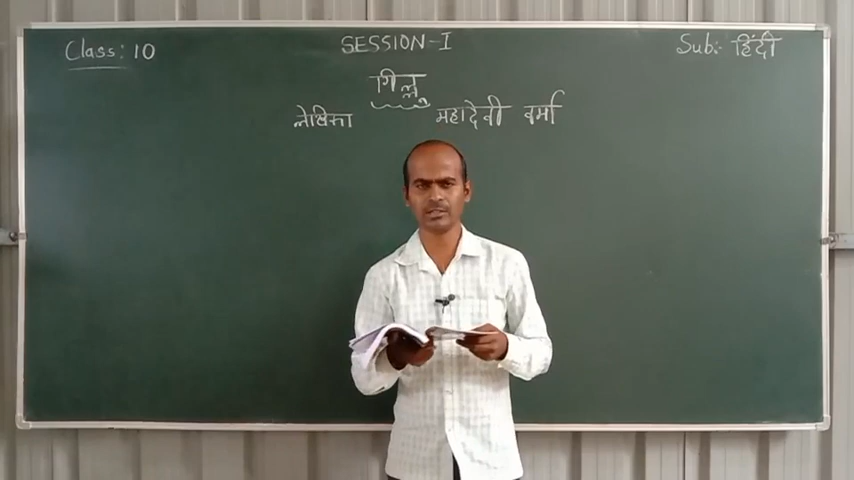 Class: 10 SESSION-I Sub:- हिंदी
गिल्लू
लेखिका महादेवी वर्मा